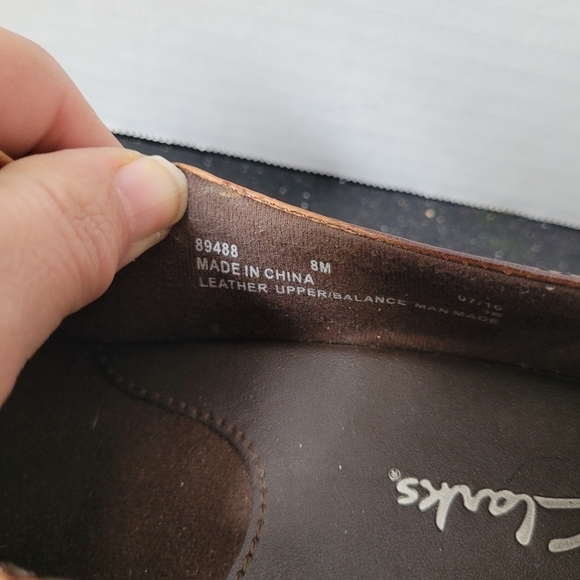 89488 8M
MADE IN CHINA 07/10
LEATHER UPPER/BALANCE MAN MADE
Clarks®